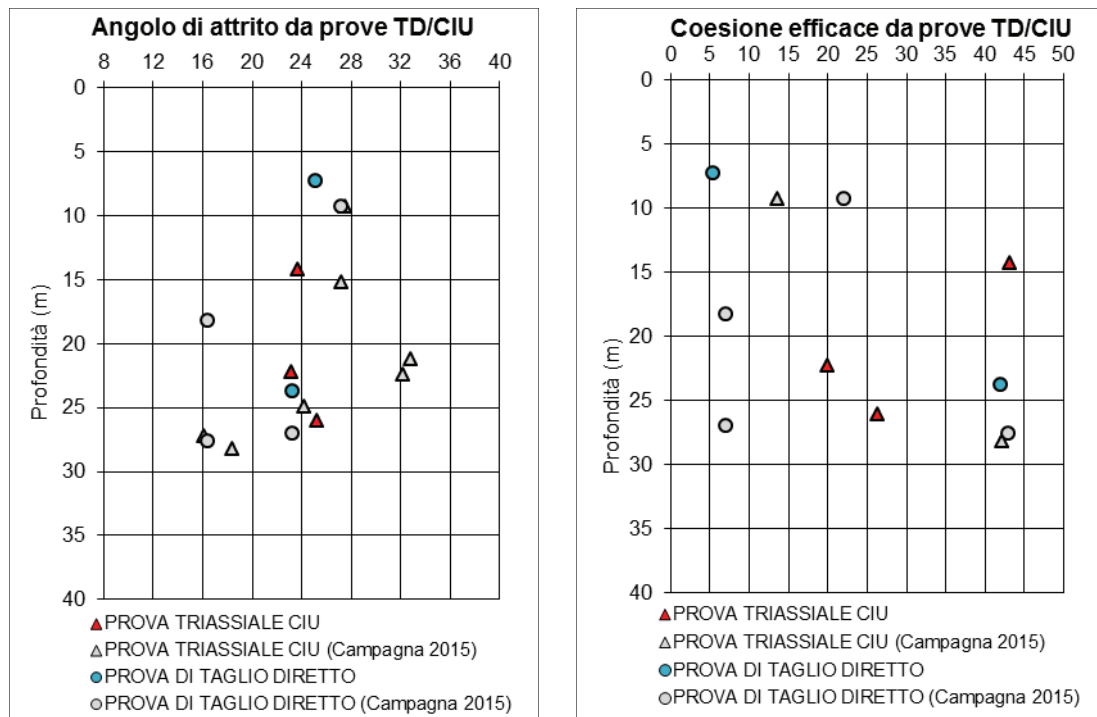 Angolo di attrito da prove TD/CIU
8 12 16 20 24 28 32 36 40
0
5
10
15
20
25
30
35
40
Profondità (m)
PROVA TRIASSIALE CIU
PROVA TRIASSIALE CIU (Campagna 2015)
PROVA DI TAGLIO DIRETTO
PROVA DI TAGLIO DIRETTO (Campagna 2015)
Coesione efficace da prove TD/CIU
0 5 10 15 20 25 30 35 40 45 50
0
5
10
15
20
25
30
35
40
Profondità (m)
PROVA TRIASSIALE CIU
PROVA TRIASSIALE CIU (Campagna 2015)
PROVA DI TAGLIO DIRETTO
PROVA DI TAGLIO DIRETTO (Campagna 2015)